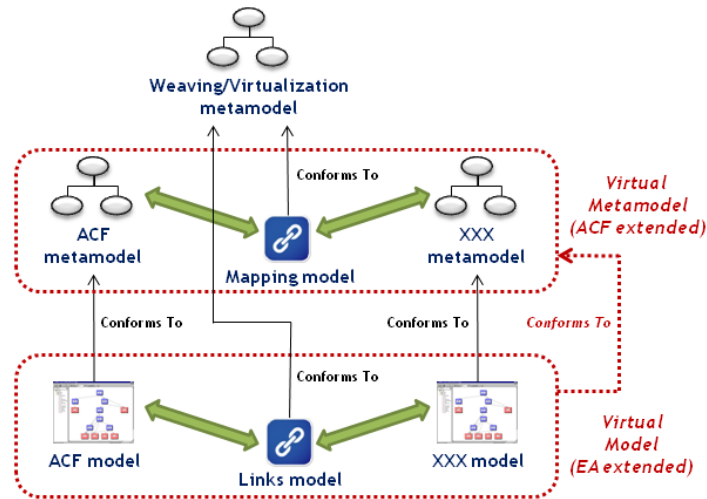 Weaving/Virtualization
metamodel
Conforms To
Virtual
Metamodel
(ACF extended)
ACF
metamodel
Mapping model
XXX
metamodel
Conforms To
Conforms To
Conforms To
Conforms To
ACF model
Links model
XXX model
Virtual
Model
(EA extended)